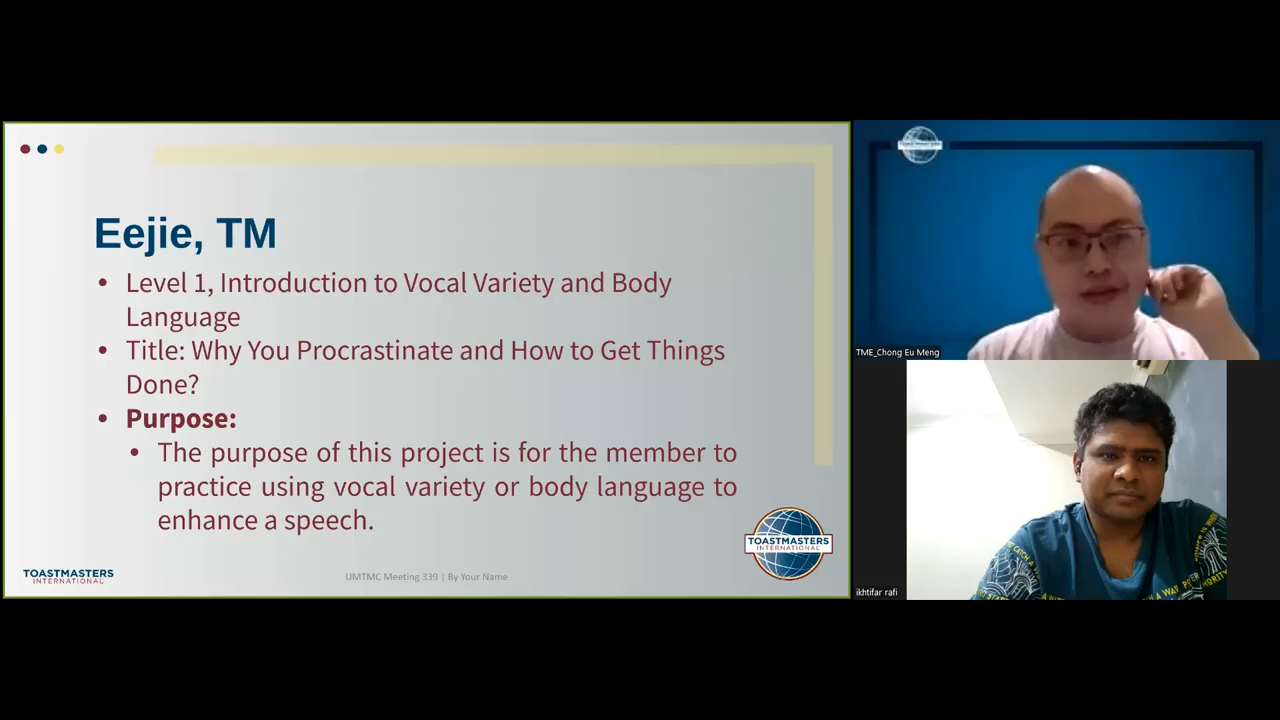 Eejie, TM
• Level 1, Introduction to Vocal Variety and Body
Language
• Title: Why You Procrastinate and How to Get Things
Done?
• Purpose:
• The purpose of this project is for the member to
practice using vocal variety or body language to
enhance a speech.
TOASTMASTERS
INTERNATIONAL
UMTMC Meeting 339 | By Your Name
TOASTMASTERS
INTERNATIONAL
TME_Chong Eu Meng
ikhtifar rafi